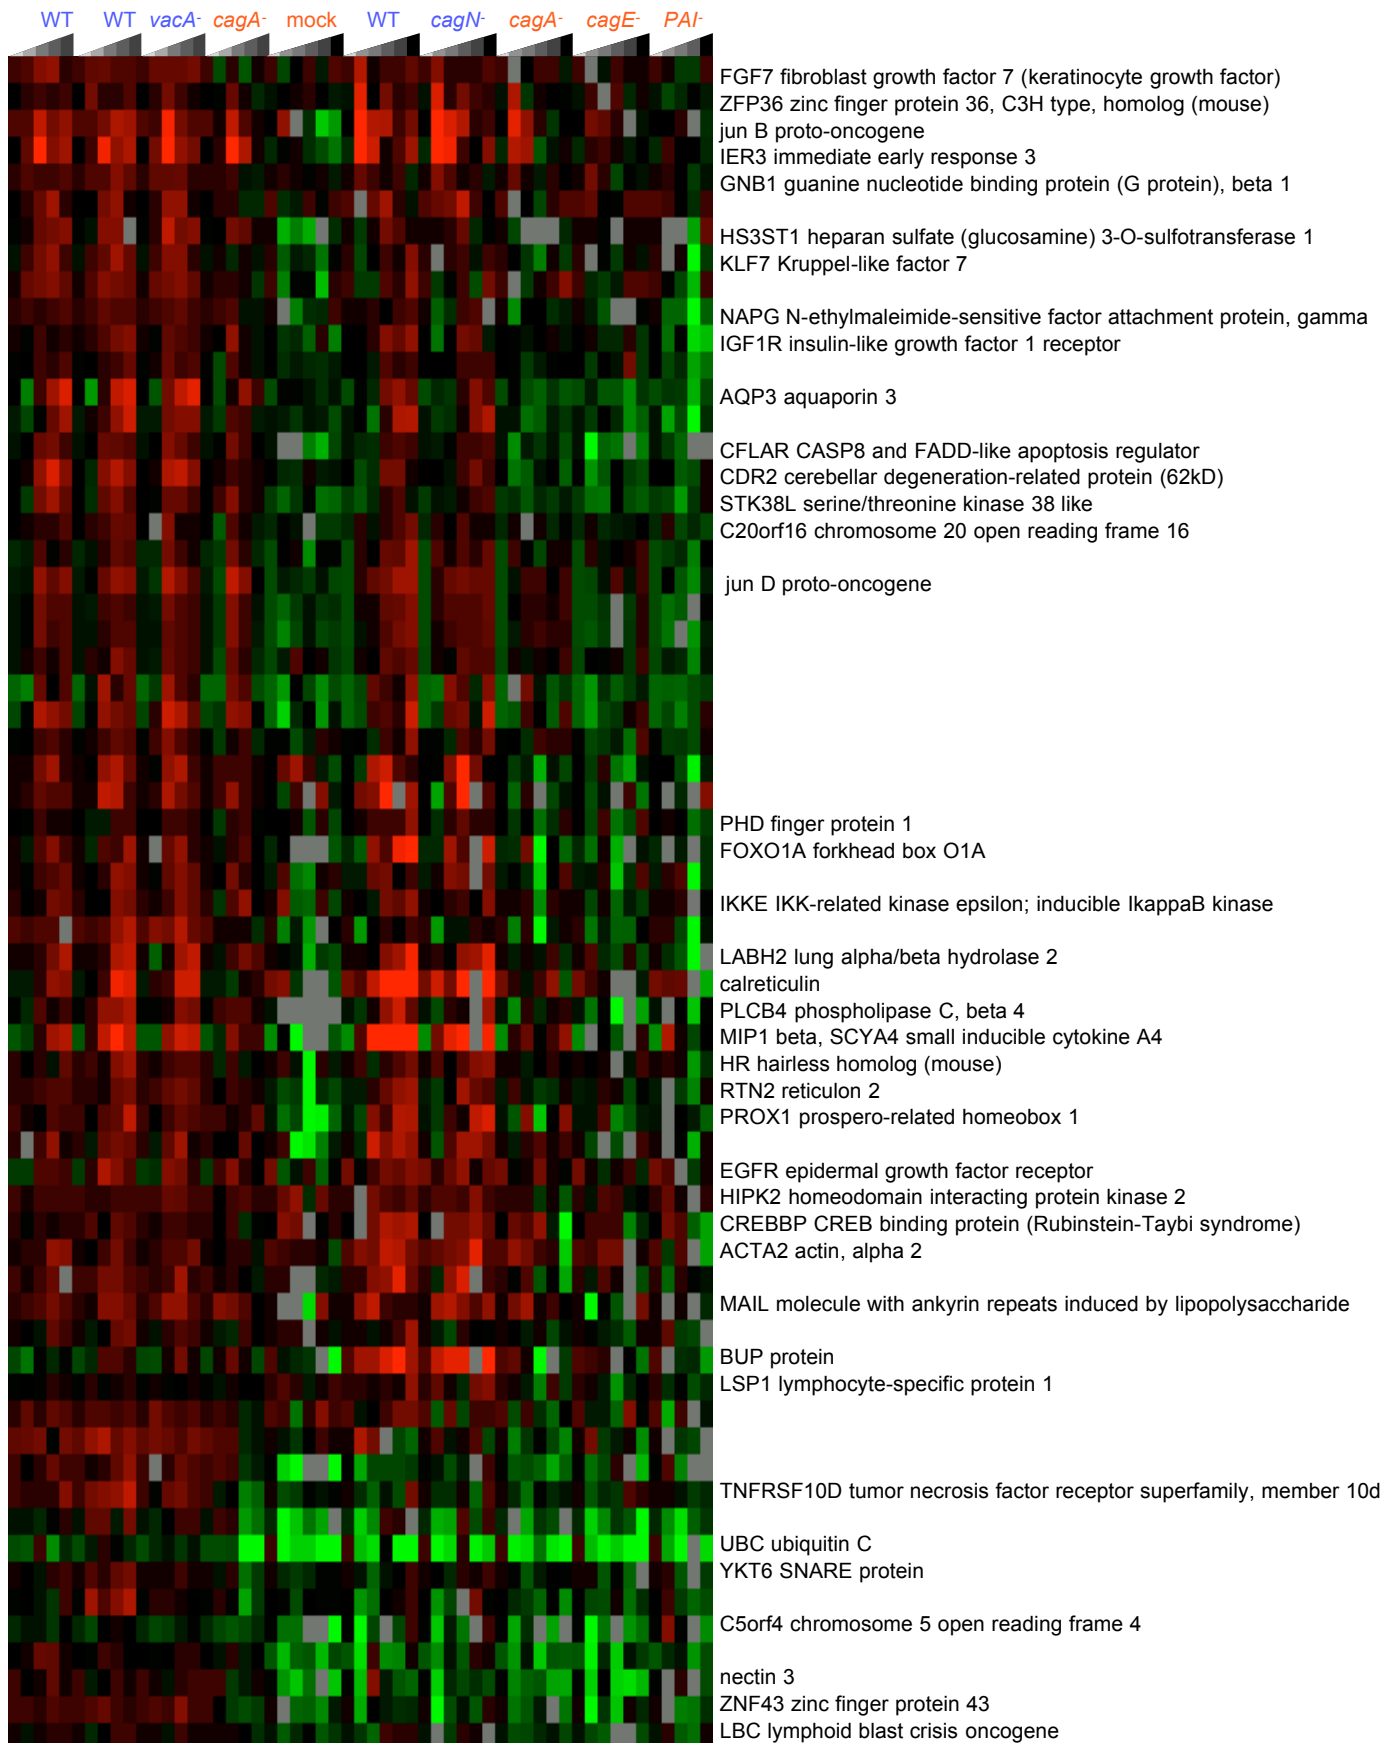 WT WT vacA- cagA- mock WT cagN- cagA- cagE- PAI-
FGF7 fibroblast growth factor 7 (keratinocyte growth factor)
ZFP36 zinc finger protein 36, C3H type, homolog (mouse)
jun B proto-oncogene
IER3 immediate early response 3
GNB1 guanine nucleotide binding protein (G protein), beta 1
HS3ST1 heparan sulfate (glucosamine) 3-O-sulfotransferase 1
KLF7 Kruppel-like factor 7
NAPG N-ethylmaleimide-sensitive factor attachment protein, gamma
IGF1R insulin-like growth factor 1 receptor
AQP3 aquaporin 3
CFLAR CASP8 and FADD-like apoptosis regulator
CDR2 cerebellar degeneration-related protein (62kD)
STK38L serine/threonine kinase 38 like
C20orf16 chromosome 20 open reading frame 16
jun D proto-oncogene
PHD finger protein 1
FOXO1A forkhead box O1A
IKKE IKK-related kinase epsilon; inducible IkappaB kinase
LABH2 lung alpha/beta hydrolase 2
calreticulin
PLCB4 phospholipase C, beta 4
MIP1 beta, SCYA4 small inducible cytokine A4
HR hairless homolog (mouse)
RTN2 reticulon 2
PROX1 prospero-related homeobox 1
EGFR epidermal growth factor receptor
HIPK2 homeodomain interacting protein kinase 2
CREBBP CREB binding protein (Rubinstein-Taybi syndrome)
ACTA2 actin, alpha 2
MAIL molecule with ankyrin repeats induced by lipopolysaccharide
BUP protein
LSP1 lymphocyte-specific protein 1
TNFRSF10D tumor necrosis factor receptor superfamily, member 10d
UBC ubiquitin C
YKT6 SNARE protein
C5orf4 chromosome 5 open reading frame 4
nectin 3
ZNF43 zinc finger protein 43
LBC lymphoid blast crisis oncogene